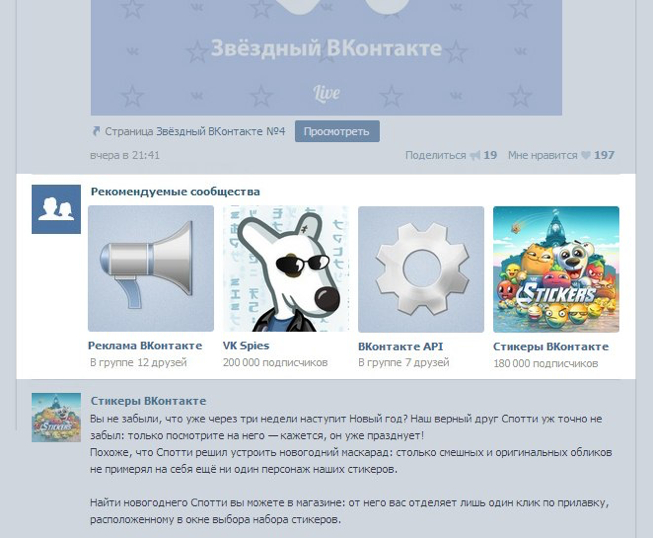 Звёздный ВКонтакте
Live
Страница Звёздный ВКонтакте №4 Просмотреть
вчера в 21:41 Поделиться 19 Мне нравится 197
Рекомендуемые сообщества
STICKERS
Реклама ВКонтакте VK Spies ВКонтакте API Стикеры ВКонтакте
В группе 12 друзей 200 000 подписчиков В группе 7 друзей 180 000 подписчиков
Стикеры ВКонтакте
STICKERS
Вы не забыли, что уже через три недели наступит Новый год? Наш верный друг Спотти уж точно не
забыл: только посмотрите на него — кажется, он уже празднует!
Похоже, что Спотти решил устроить новогодний маскарад: столько смешных и оригинальных обликов
не примерял на себя ещё ни один персонаж наших стикеров.
Найти новогоднего Спотти вы можете в магазине: от него вас отделяет лишь один клик по прилавку,
расположенному в окне выбора набора стикеров.